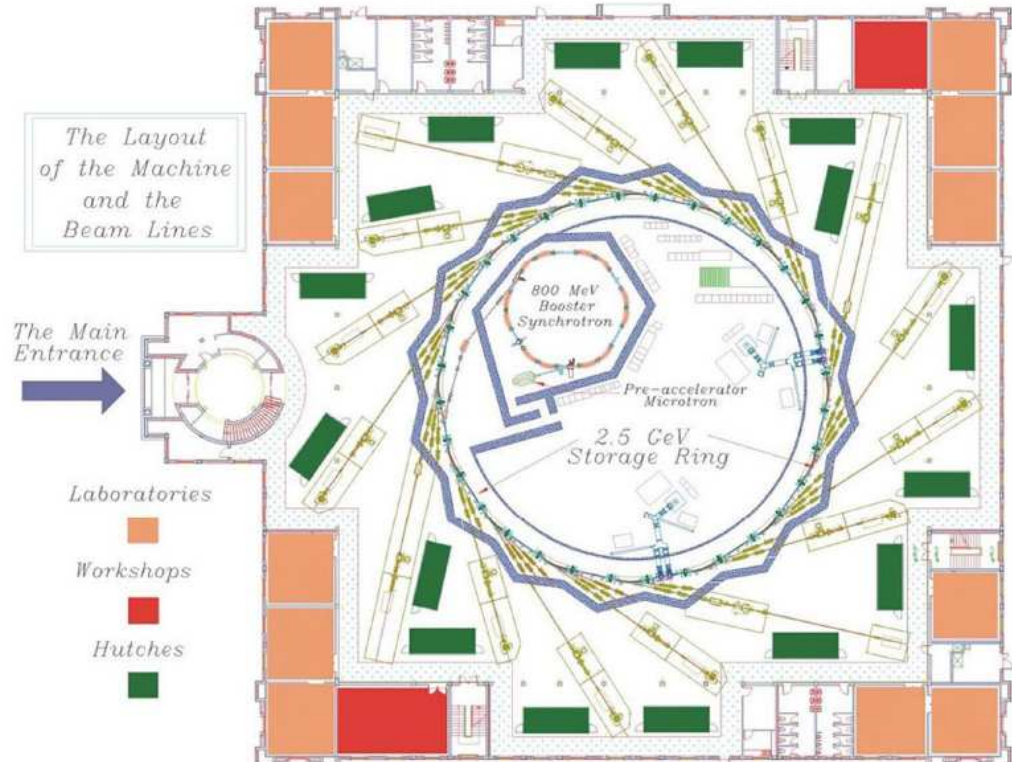 The Layout
of the Machine
and the
Beam Lines
The Main
Entrance
800 MeV
Booster
Synchrotron
Pre-accelerator
Microtron
2.5 GeV
Storage Ring
Laboratories
Workshops
Hutches